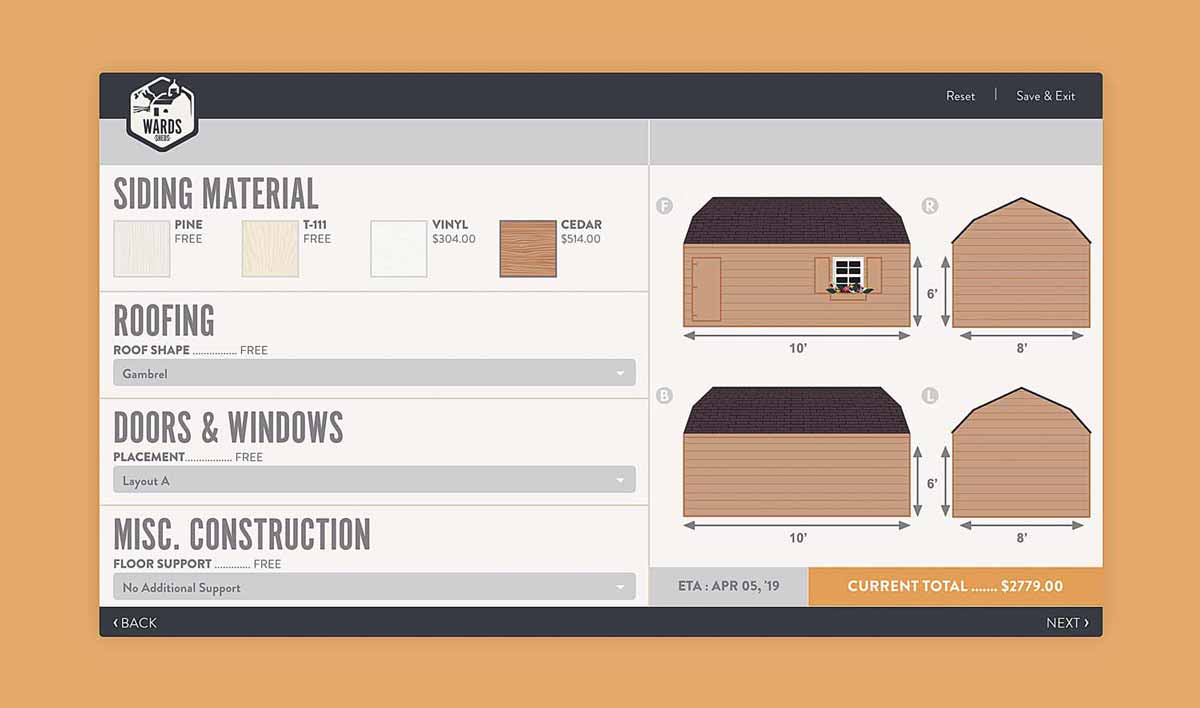 WARDS
SHEDS
Reset | Save & Exit
SIDING MATERIAL
PINE
FREE
T-111
FREE
VINYL
$304.00
CEDAR
$514.00
ROOFING
ROOF SHAPE ............... FREE
Gambrel
DOORS & WINDOWS
PLACEMENT................ FREE
Layout A
MISC. CONSTRUCTION
FLOOR SUPPORT ............ FREE
No Additional Support
F
6'
10'
R
8'
B
6'
10'
L
8'
ETA : APR 05, '19
CURRENT TOTAL ....... $2779.00
‹ BACK
NEXT ›